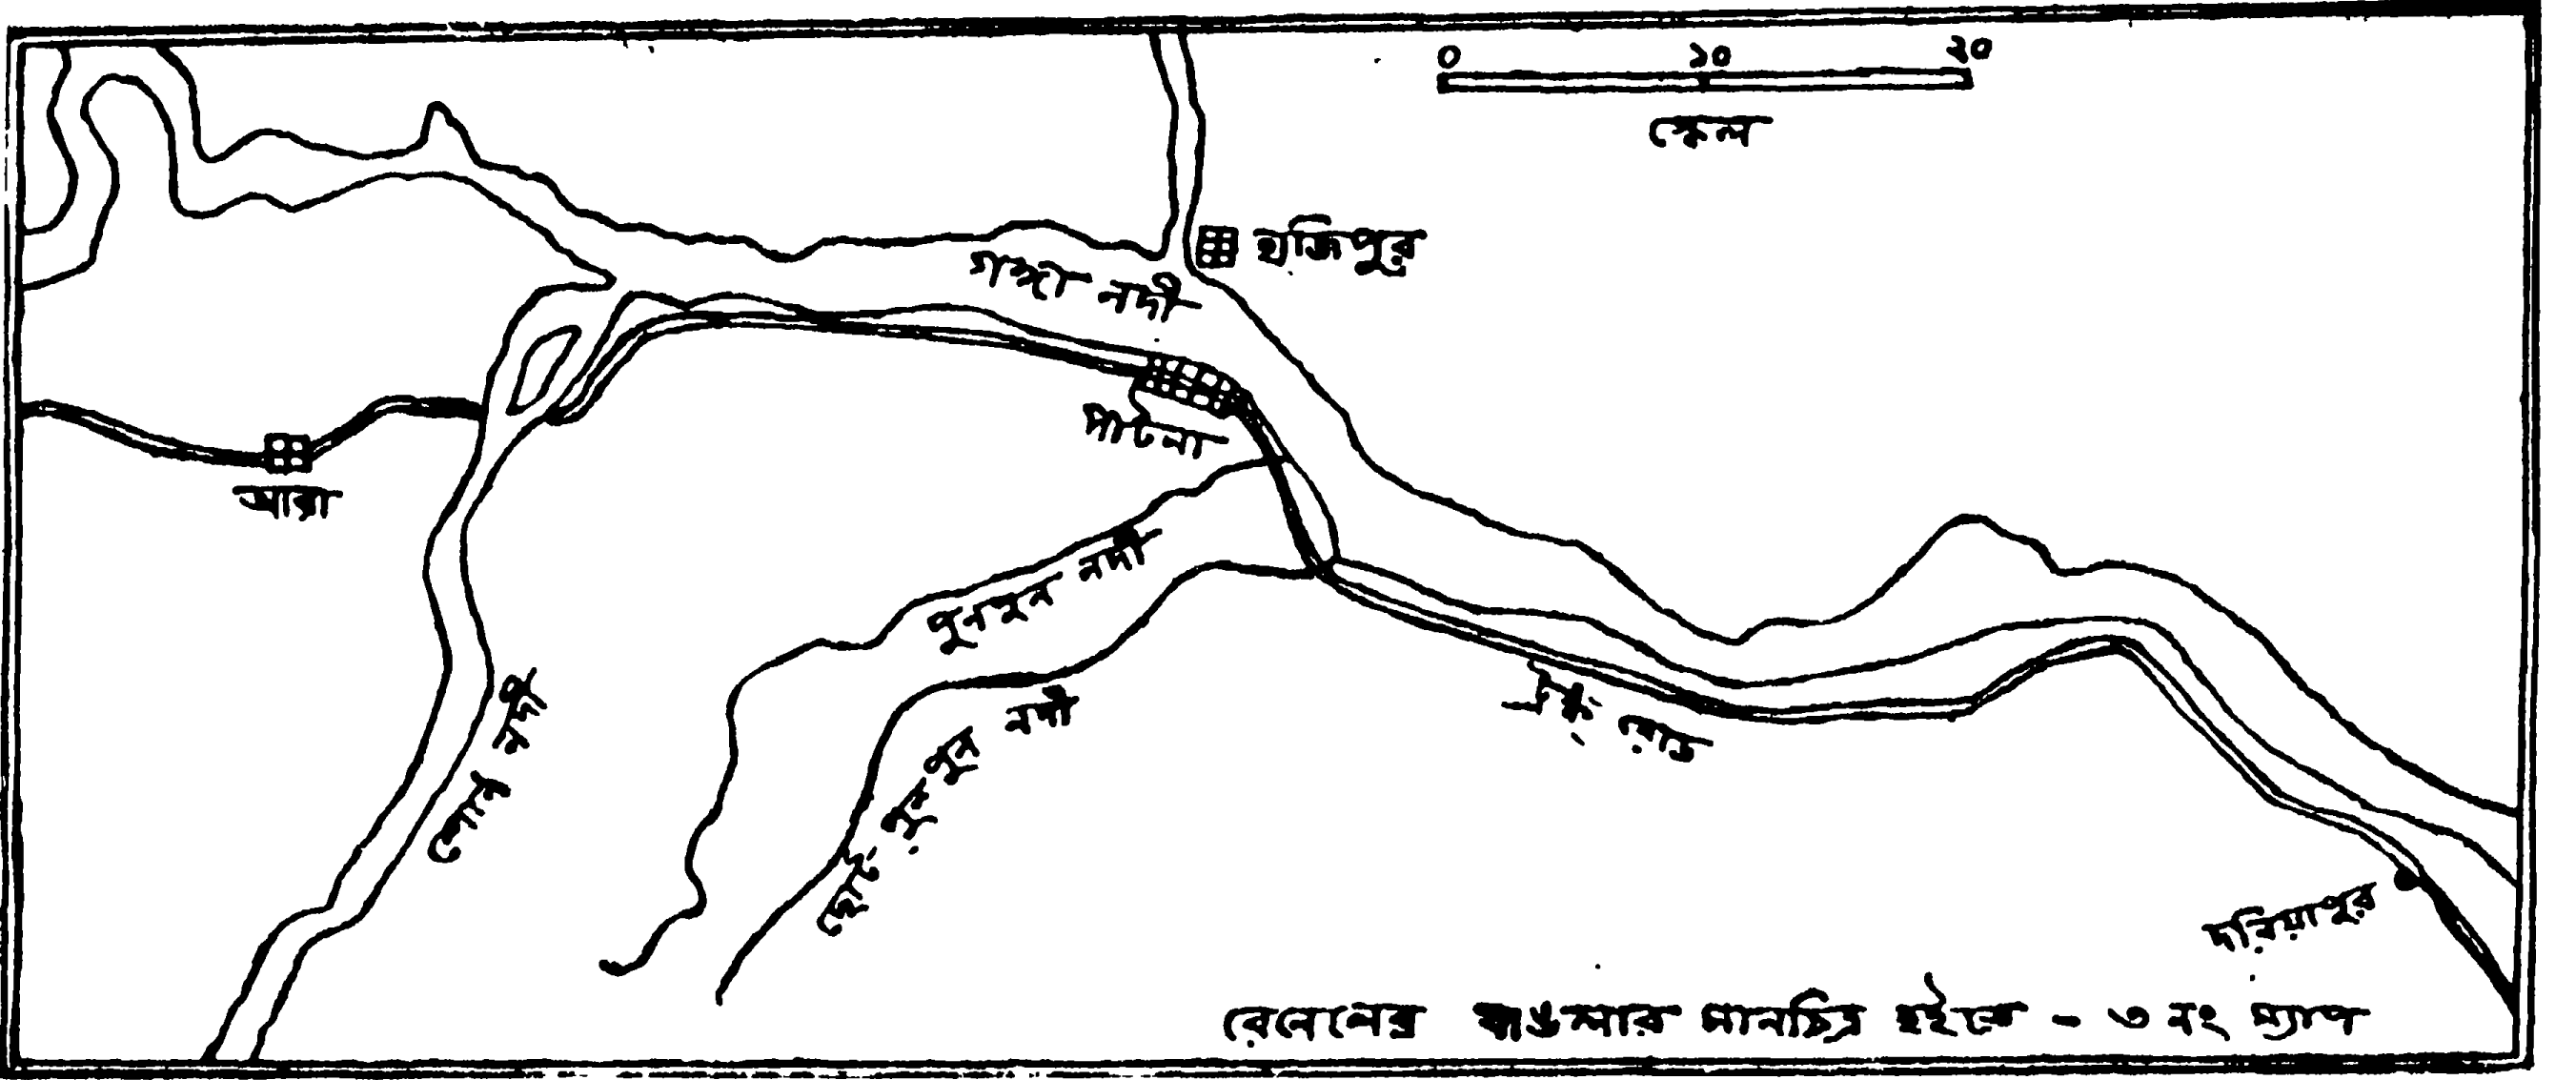 ০ ১০ ২০
স্কেল
হাজিপুর
গঙ্গা নদী
পাটনা
আরা
পুনপুন নদী
শোন নদী
ছোট পুনপুন নদী
ট্রাঙ্ক রোড
দরিয়াপুর
রেনেলের বাঙলার মানচিত্র হইতে - ৩ নং ম্যাপ